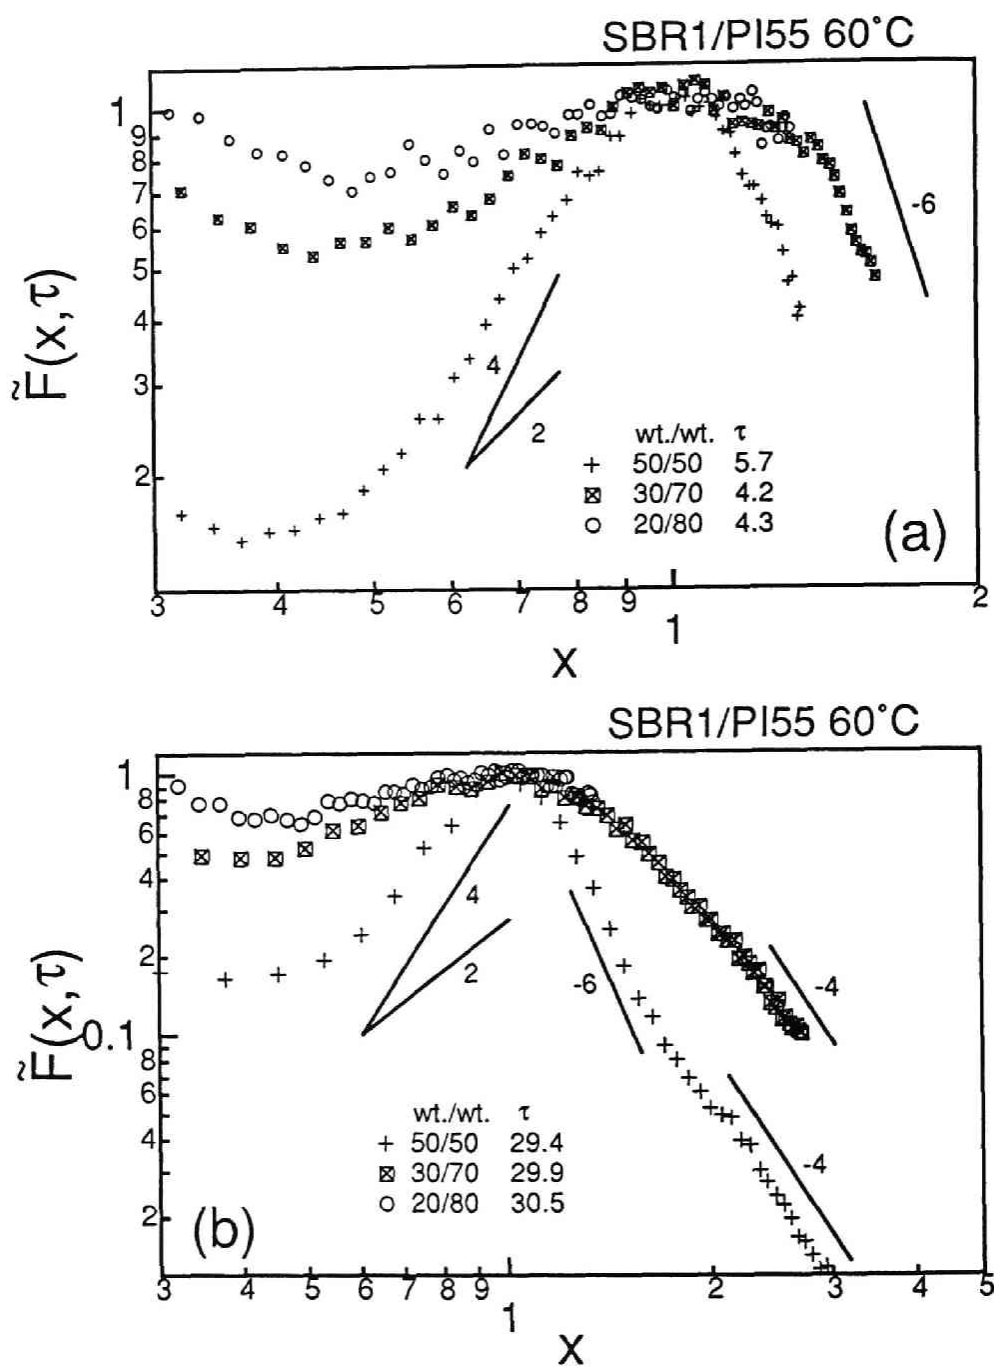 SBR1/PI55 60°C
1
9
8
7
6
5
4
3
2
F̃(x,τ)
-6
4
2
wt./wt. τ
+ 50/50 5.7
⊠ 30/70 4.2
○ 20/80 4.3
(a)
3 4 5 6 7 8 9 1 2
X
SBR1/PI55 60°C
1
8
6
4
2
0.1
8
6
4
2
F̃(x,τ)
4
2
-6
-4
-4
wt./wt. τ
+ 50/50 29.4
⊠ 30/70 29.9
○ 20/80 30.5
(b)
3 4 5 6 7 8 9 1 2 3 4 5
X